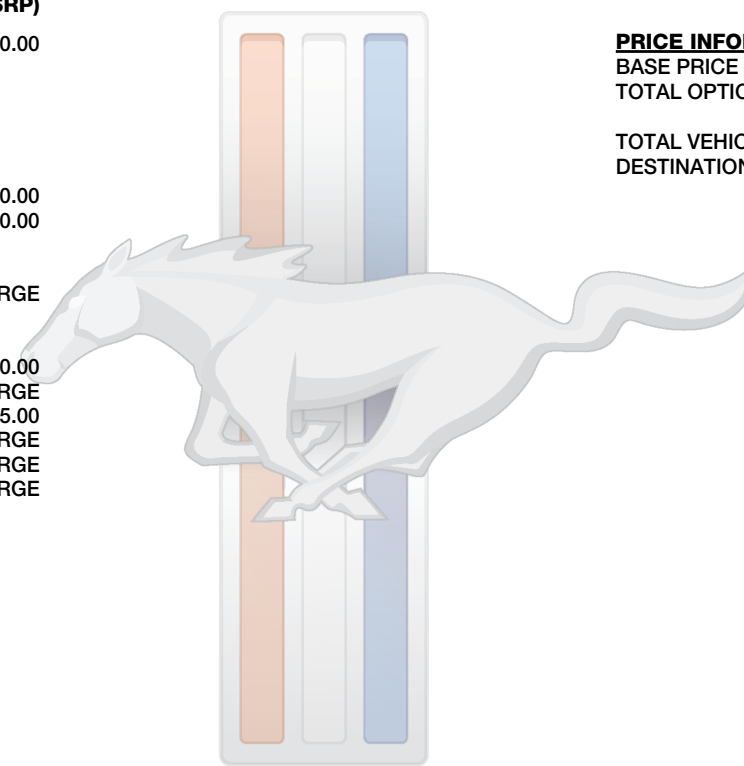 SRP)
0.00
0.00
0.00
RGE
0.00
RGE
5.00
RGE
RGE
RGE
PRICE INFO
BASE PRICE
TOTAL OPTIO
TOTAL VEHIC
DESTINATION